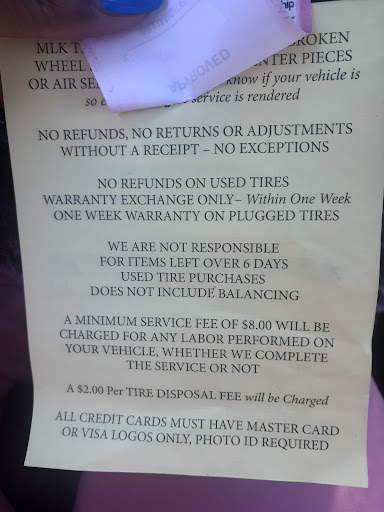 ship
APPROVED
MLK T BROKEN
WHEEL NTER PIECES
OR AIR SE know if your vehicle is
so e service is rendered
NO REFUNDS, NO RETURNS OR ADJUSTMENTS
WITHOUT A RECEIPT – NO EXCEPTIONS
NO REFUNDS ON USED TIRES
WARRANTY EXCHANGE ONLY– Within One Week
ONE WEEK WARRANTY ON PLUGGED TIRES
WE ARE NOT RESPONSIBLE
FOR ITEMS LEFT OVER 6 DAYS
USED TIRE PURCHASES
DOES NOT INCLUDE BALANCING
A MINIMUM SERVICE FEE OF $8.00 WILL BE
CHARGED FOR ANY LABOR PERFORMED ON
YOUR VEHICLE, WHETHER WE COMPLETE
THE SERVICE OR NOT
A $2.00 Per TIRE DISPOSAL FEE will be Charged
ALL CREDIT CARDS MUST HAVE MASTER CARD
OR VISA LOGOS ONLY, PHOTO ID REQUIRED